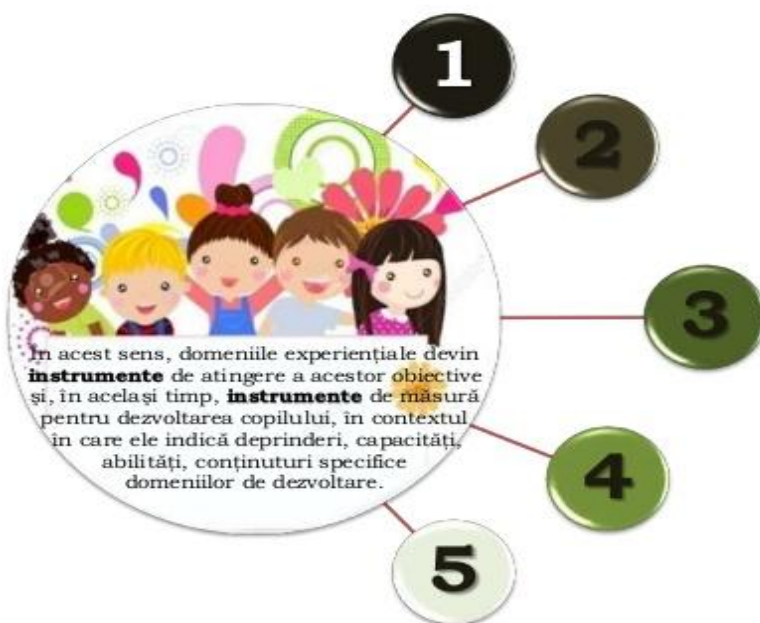 1
2
3
4
5
În acest sens, domeniile experiențiale devin
instrumente de atingere a acestor obiective
și, în același timp, instrumente de măsură
pentru dezvoltarea copilului, în contextul
în care ele indică deprinderi, capacități,
abilități, conținuturi specifice
domeniilor de dezvoltare.